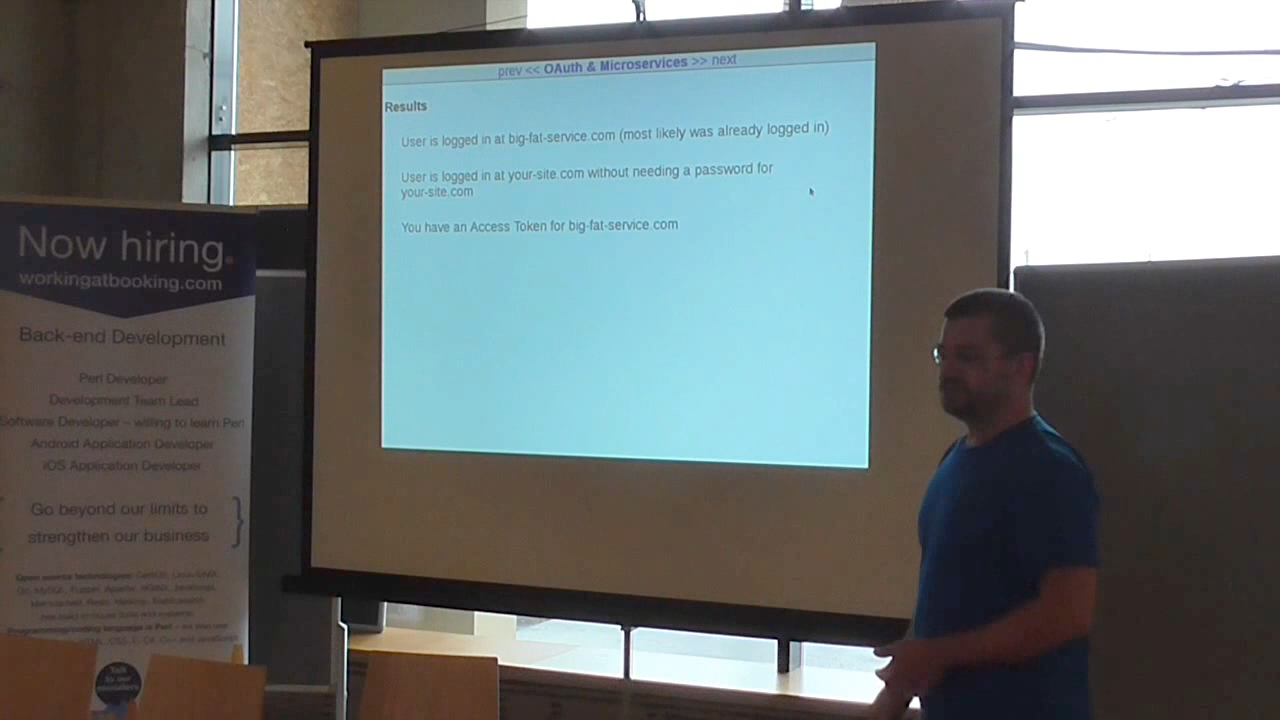 prev << OAuth & Microservices >> next
Results
User is logged in at big-fat-service.com (most likely was already logged in)
User is logged in at your-site.com without needing a password for
your-site.com
You have an Access Token for big-fat-service.com
Now hiring.
workingatbooking.com
Back-end Development
Perl Developer
Development Team Lead
Software Developer – willing to learn Perl
Android Application Developer
iOS Application Developer
Go beyond our limits to
strengthen our business
Talk
to our